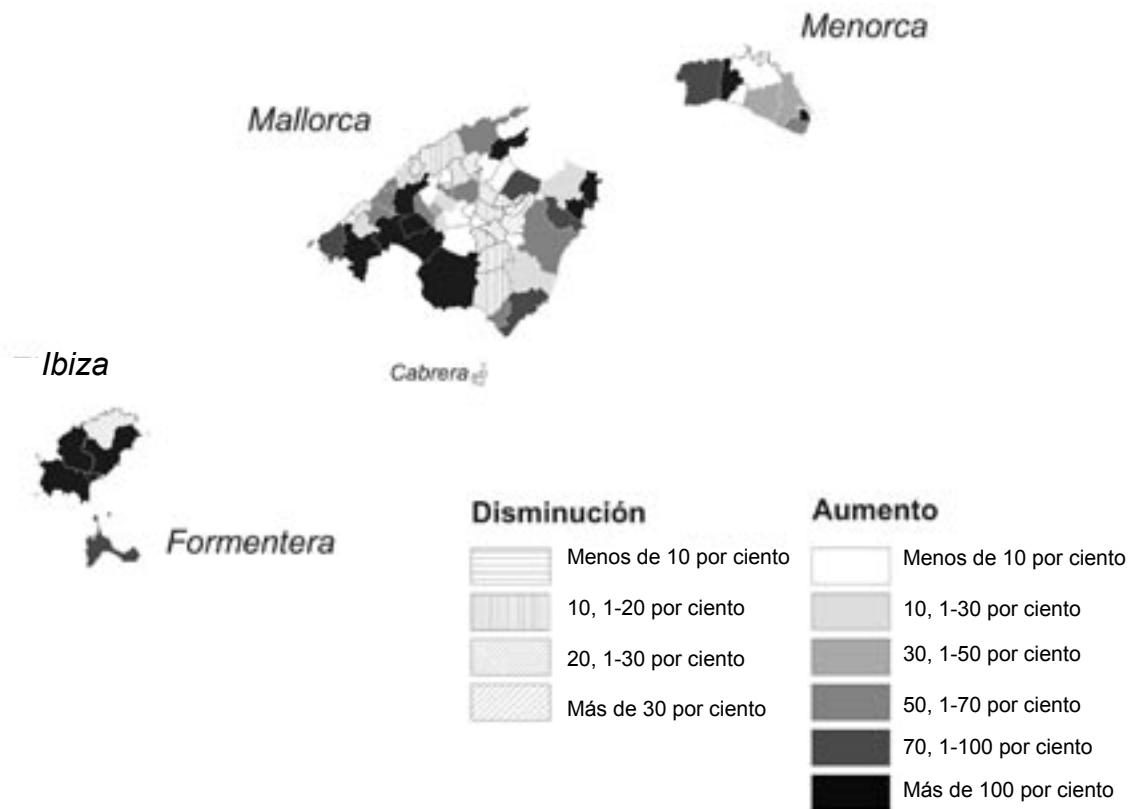 Menorca
Mallorca
Ibiza
Cabrera
Formentera
Disminución
Menos de 10 por ciento
10, 1-20 por ciento
20, 1-30 por ciento
Más de 30 por ciento
Aumento
Menos de 10 por ciento
10, 1-30 por ciento
30, 1-50 por ciento
50, 1-70 por ciento
70, 1-100 por ciento
Más de 100 por ciento